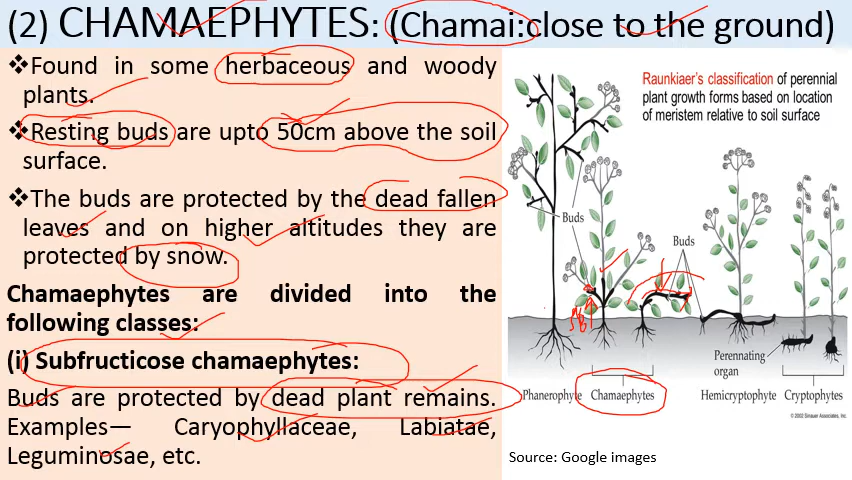 (2) CHAMAEPHYTES: (Chamai:close to the ground)
❖Found in some herbaceous and woody
plants.
❖Resting buds are upto 50cm above the soil
surface.
❖The buds are protected by the dead fallen
leaves and on higher altitudes they are
protected by snow.
Chamaephytes are divided into the
following classes:
(i) Subfructicose chamaephytes:
Buds are protected by dead plant remains.
Examples— Caryophyllaceae, Labiatae,
Leguminosae, etc.
Raunkiaer's classification of perennial
plant growth forms based on location
of meristem relative to soil surface
Buds
Buds
Perennating
organ
Phanerophyte
Chamaephytes
Hemicryptophyte
Cryptophytes
© 2002 Sinauer Associates, Inc.
Source: Google images